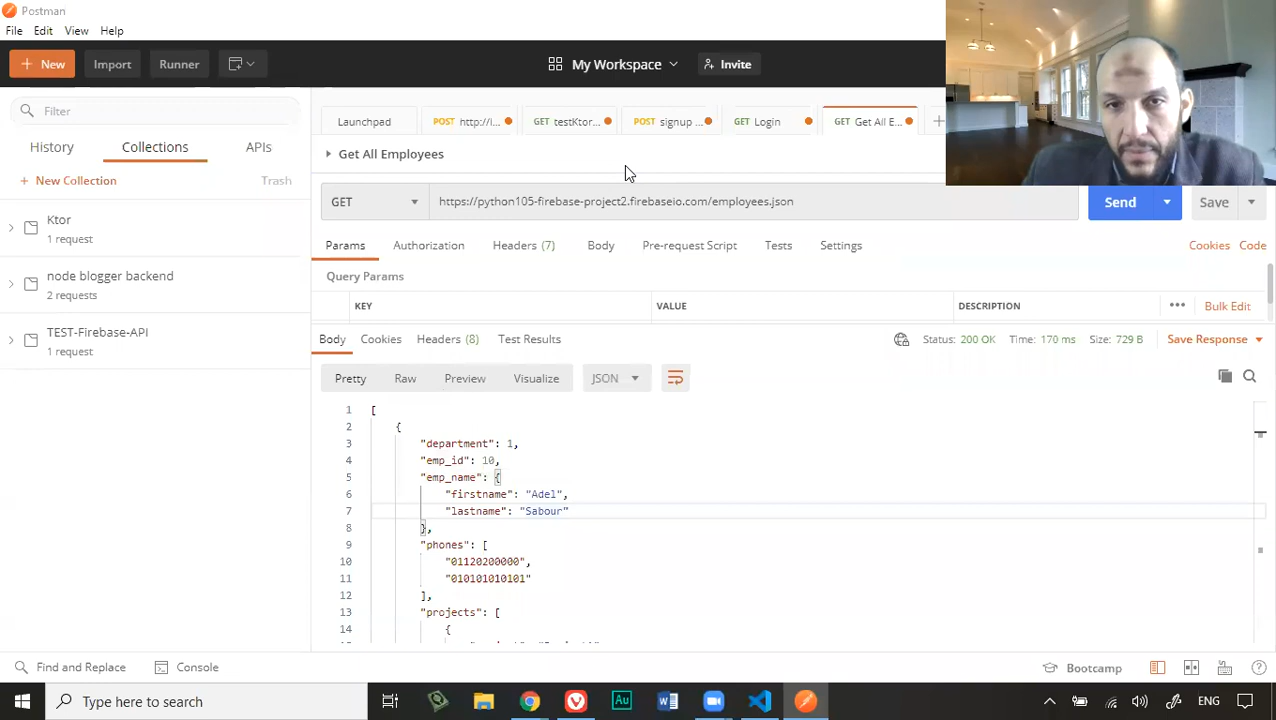 Postman
File Edit View Help
+ New Import Runner My Workspace Invite
Filter
History Collections APIs
+ New Collection Trash
Ktor
1 request
node blogger backend
2 requests
TEST-Firebase-API
1 request
Launchpad POST http://i... GET testKtor... POST signup ... GET Login GET Get All E... +
Get All Employees
GET https://python105-firebase-project2.firebaseio.com/employees.json Send Save
Params Authorization Headers (7) Body Pre-request Script Tests Settings Cookies Code
Query Params
KEY VALUE DESCRIPTION ••• Bulk Edit
Body Cookies Headers (8) Test Results Status: 200 OK Time: 170 ms Size: 729 B Save Response
Pretty Raw Preview Visualize JSON
1 [
2 {
3 "department": 1,
4 "emp_id": 10,
5 "emp_name": {
6 "firstname": "Adel",
7 "lastname": "Sabour"
8 },
9 "phones": [
10 "01120200000",
11 "010101010101"
12 ],
13 "projects": [
14 {
Find and Replace Console Bootcamp
Type here to search Au ENG